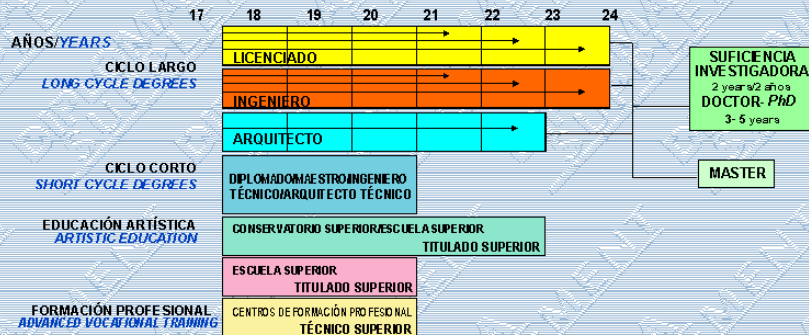 17 18 19 20 21 22 23 24
AÑOS/YEARS
CICLO LARGO
LONG CYCLE DEGREES
LICENCIADO
INGENIERO
ARQUITECTO
SUFICIENCIA
INVESTIGADORA
2 years/2 años
DOCTOR- PhD
3- 5 years
MASTER
CICLO CORTO
SHORT CYCLE DEGREES
DIPLOMADO/MAESTRO/INGENIERO
TÉCNICO/ARQUITECTO TÉCNICO
EDUCACIÓN ARTÍSTICA
ARTISTIC EDUCATION
CONSERVATORIO SUPERIOR/ESCUELA SUPERIOR
TITULADO SUPERIOR
ESCUELA SUPERIOR
TITULADO SUPERIOR
FORMACIÓN PROFESIONAL
ADVANCED VOCATIONAL TRAINING
CENTROS DE FORMACIÓN PROFESIONAL
TÉCNICO SUPERIOR